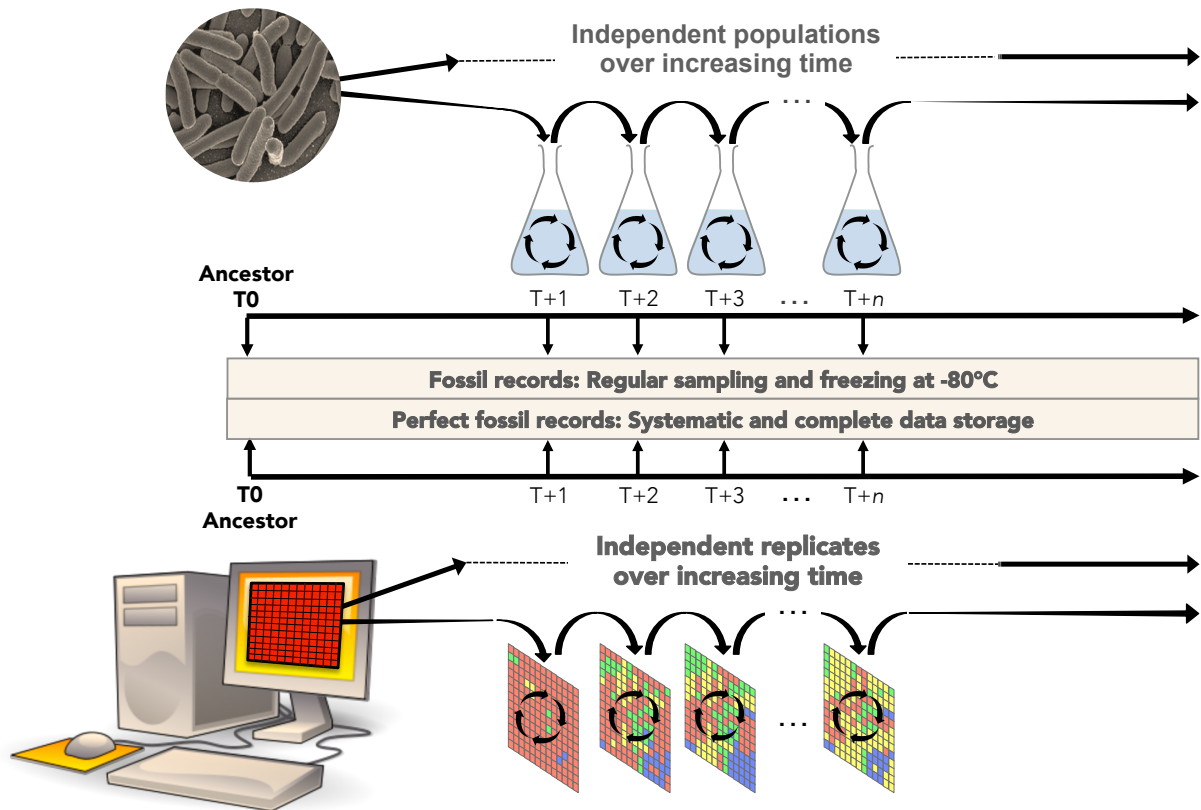 Independent populations
over increasing time
...
Ancestor
T0
T+1 T+2 T+3 ... T+n
Fossil records: Regular sampling and freezing at -80°C
Perfect fossil records: Systematic and complete data storage
T0
Ancestor
T+1 T+2 T+3 ... T+n
Independent replicates
over increasing time
...
...